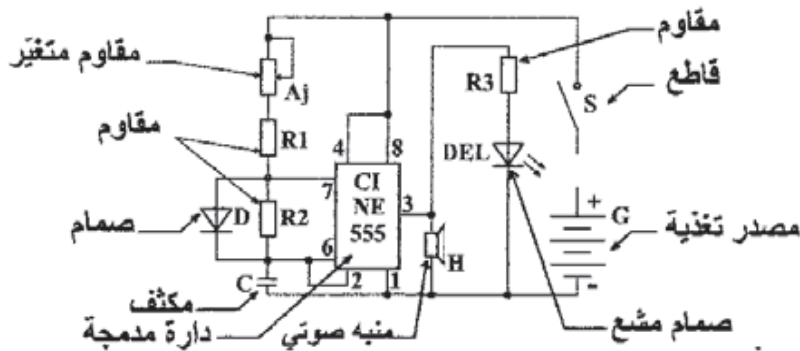 مقاوم متغير
Aj
مقاوم
R3
قاطع
S
مقاوم
R1
4
8
DEL
CI
NE
555
7
3
6
2
1
صمام
D
R2
+
G
-
مصدر تغذية
H
C
مكثف
دارة مدمجة
منبه صوتي
صمام مشع